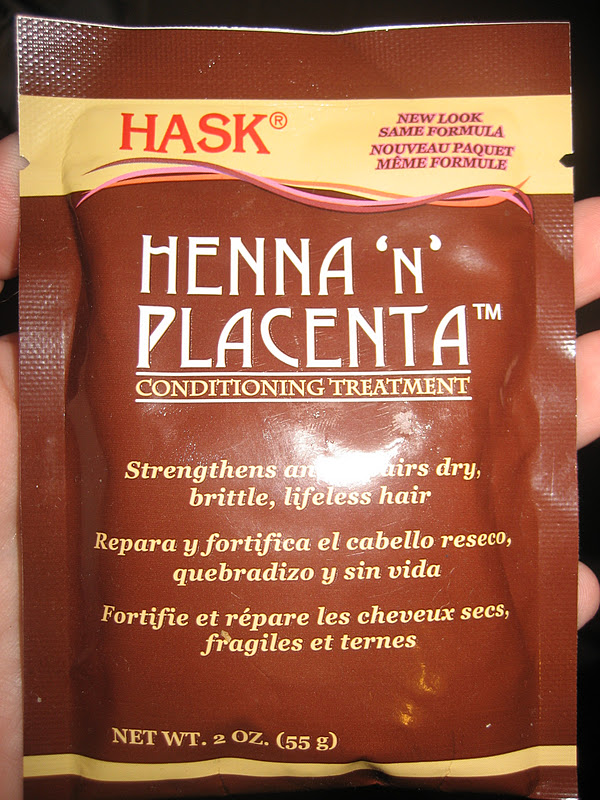 HASK®
NEW LOOK
SAME FORMULA
NOUVEAU PAQUET
MÊME FORMULE
HENNA 'N'
PLACENTA™
CONDITIONING TREATMENT
Strengthens dry,
brittle, lifeless hair
Repara y fortifica el cabello reseco,
quebradizo y sin vida
Fortifie et répare les cheveux secs,
fragiles et ternes
NET WT. 2 OZ. (55 g)